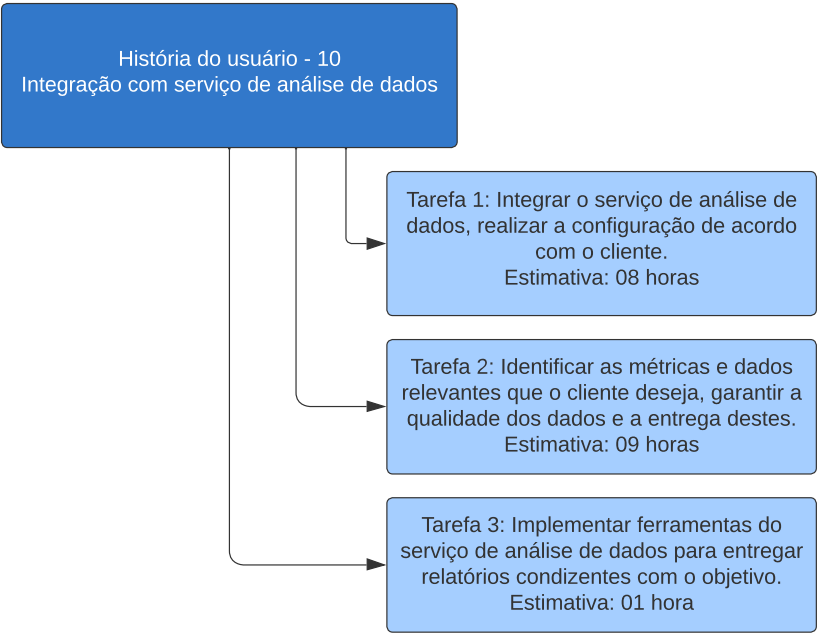 História do usuário - 10
Integração com serviço de análise de dados
Tarefa 1: Integrar o serviço de análise de
dados, realizar a configuração de acordo
com o cliente.
Estimativa: 08 horas
Tarefa 2: Identificar as métricas e dados
relevantes que o cliente deseja, garantir a
qualidade dos dados e a entrega destes.
Estimativa: 09 horas
Tarefa 3: Implementar ferramentas do
serviço de análise de dados para entregar
relatórios condizentes com o objetivo.
Estimativa: 01 hora